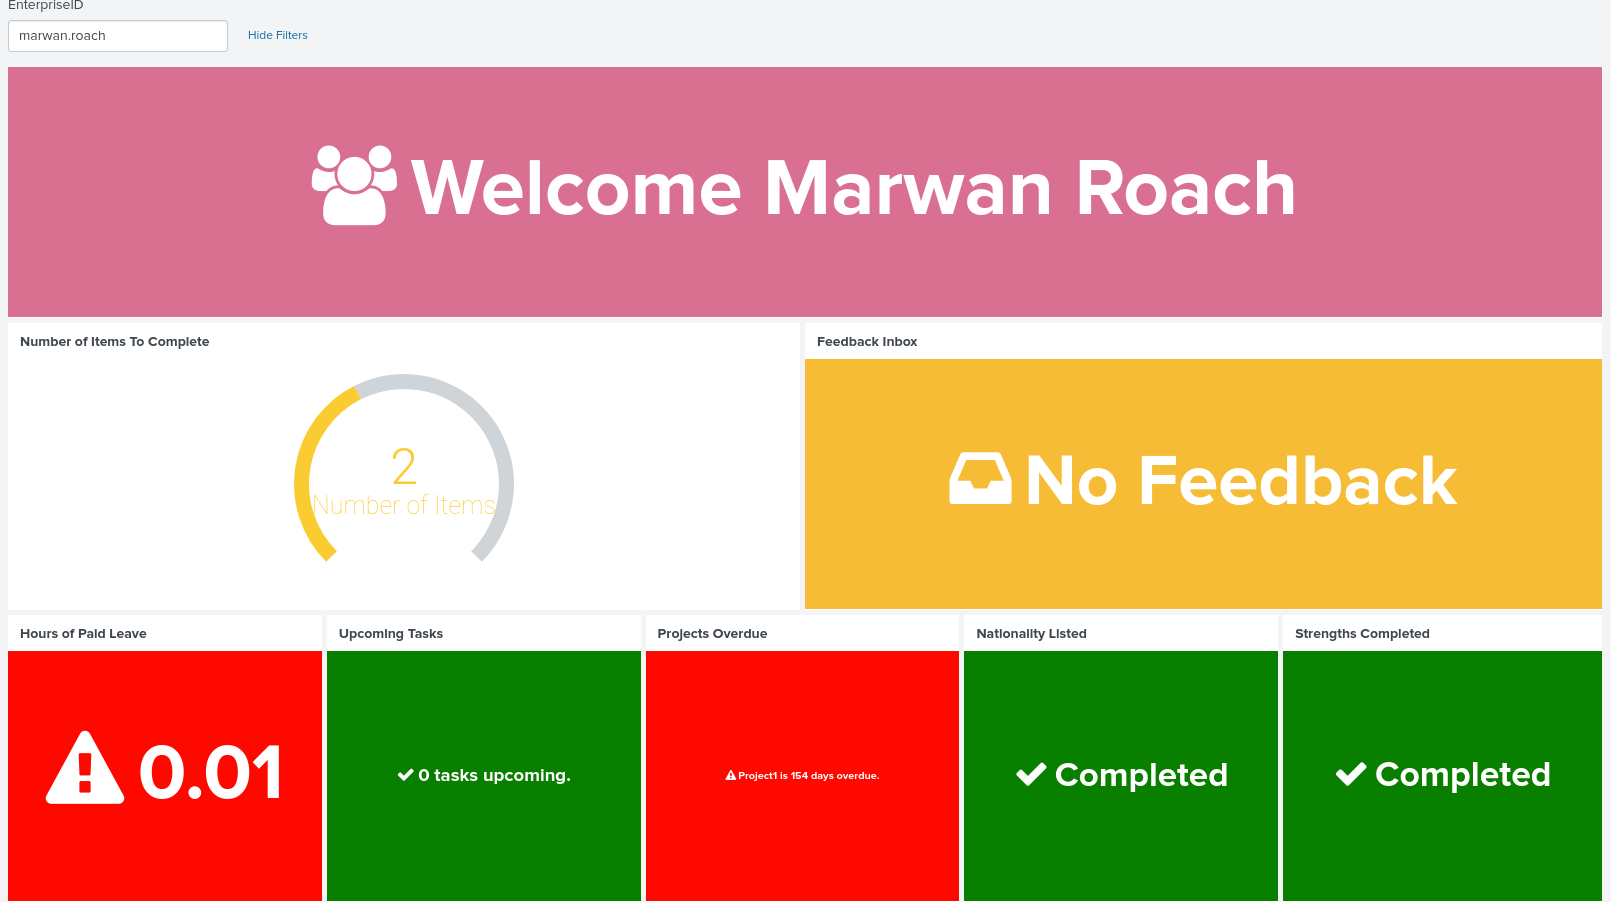 EnterpriseID
marwan.roach
Hide Filters
Welcome Marwan Roach
Number of Items To Complete
2
Number of Items
Feedback Inbox
No Feedback
Hours of Paid Leave
0.01
Upcoming Tasks
0 tasks upcoming.
Projects Overdue
Project1 is 154 days overdue.
Nationality Listed
Completed
Strengths Completed
Completed